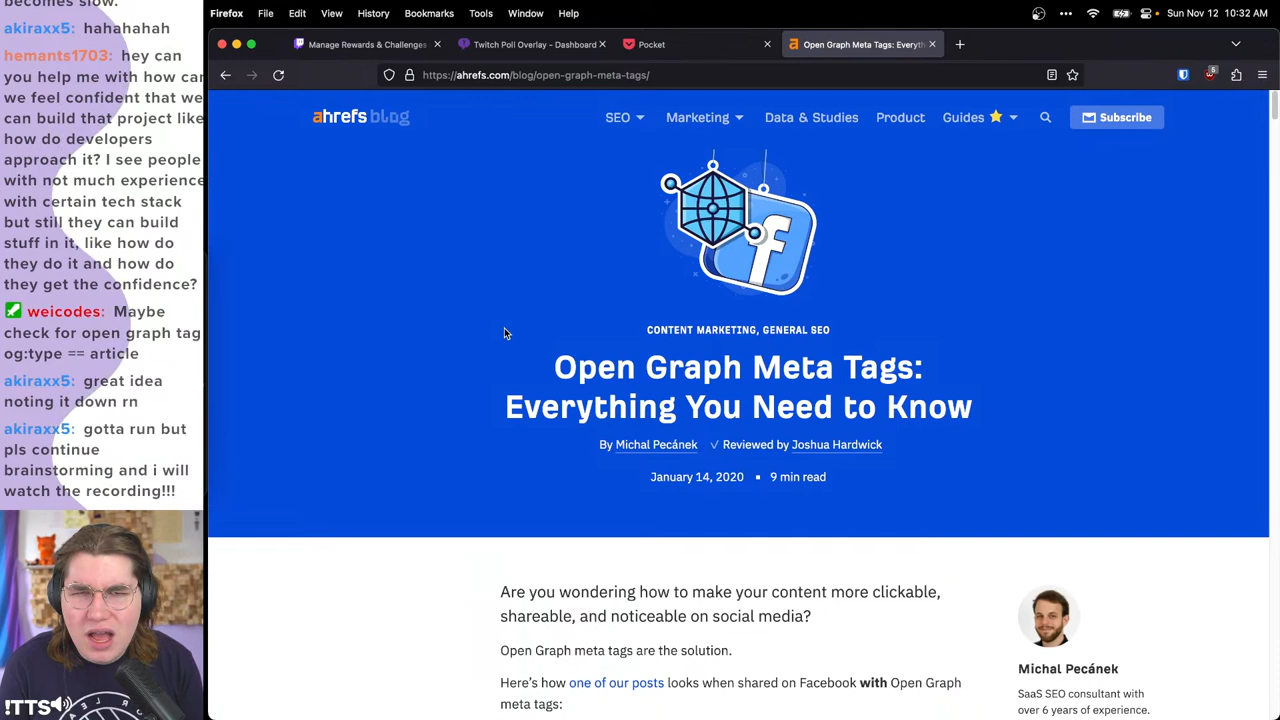 Firefox File Edit View History Bookmarks Tools Window Help
Sun Nov 12 10:32 AM
Manage Rewards & Challenges
Twitch Poll Overlay - Dashboard
Pocket
Open Graph Meta Tags: Everyth
https://ahrefs.com/blog/open-graph-meta-tags/
6
becomes slow.
akiraxx5: hahahahah
hemants1703: hey can
you help me with how can
we feel confident that we
can build that project like
how do developers
approach it? I see people
with not much experience
with certain tech stack
but still they can build
stuff in it, like how do
they do it and how do
they get the confidence?
weicodes: Maybe
check for open graph tag
og:type == article
akiraxx5: great idea
noting it down rn
akiraxx5: gotta run but
pls continue
brainstorming and i will
watch the recording!!!
!TTS
ahrefs blog
SEO Marketing Data & Studies Product Guides Subscribe
CONTENT MARKETING, GENERAL SEO
Open Graph Meta Tags:
Everything You Need to Know
By Michal Pecánek √ Reviewed by Joshua Hardwick
January 14, 2020 ▪ 9 min read
Are you wondering how to make your content more clickable,
shareable, and noticeable on social media?
Open Graph meta tags are the solution.
Here’s how one of our posts looks when shared on Facebook with Open Graph
meta tags:
Michal Pecánek
SaaS SEO consultant with
over 6 years of experience.